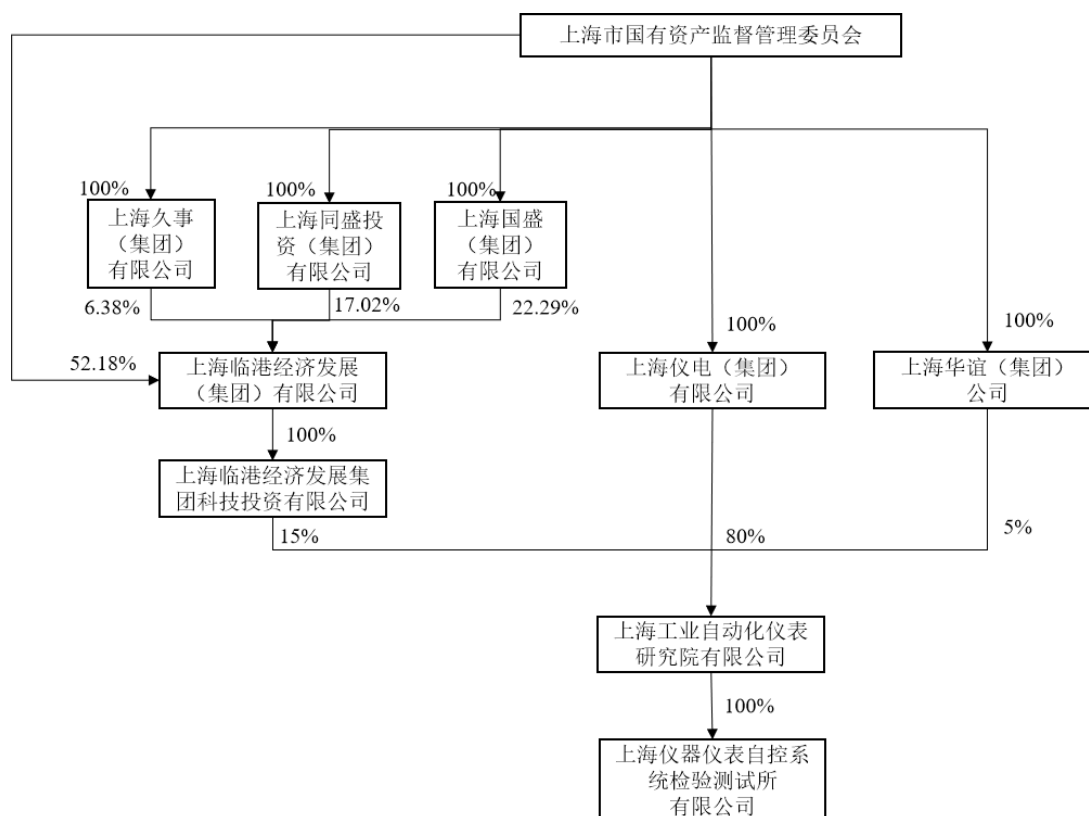 上海市国有资产监督管理委员会
100%
100%
100%
上海久事
（集团）
有限公司
上海同盛投
资（集团）
有限公司
上海国盛
（集团）
有限公司
6.38%
17.02%
22.29%
100%
100%
52.18%
上海临港经济发展
（集团）有限公司
上海仪电（集团）
有限公司
上海华谊（集团）
公司
100%
上海临港经济发展集
团科技投资有限公司
15%
80%
5%
上海工业自动化仪表
研究院有限公司
100%
上海仪器仪表自控系
统检验测试所
有限公司